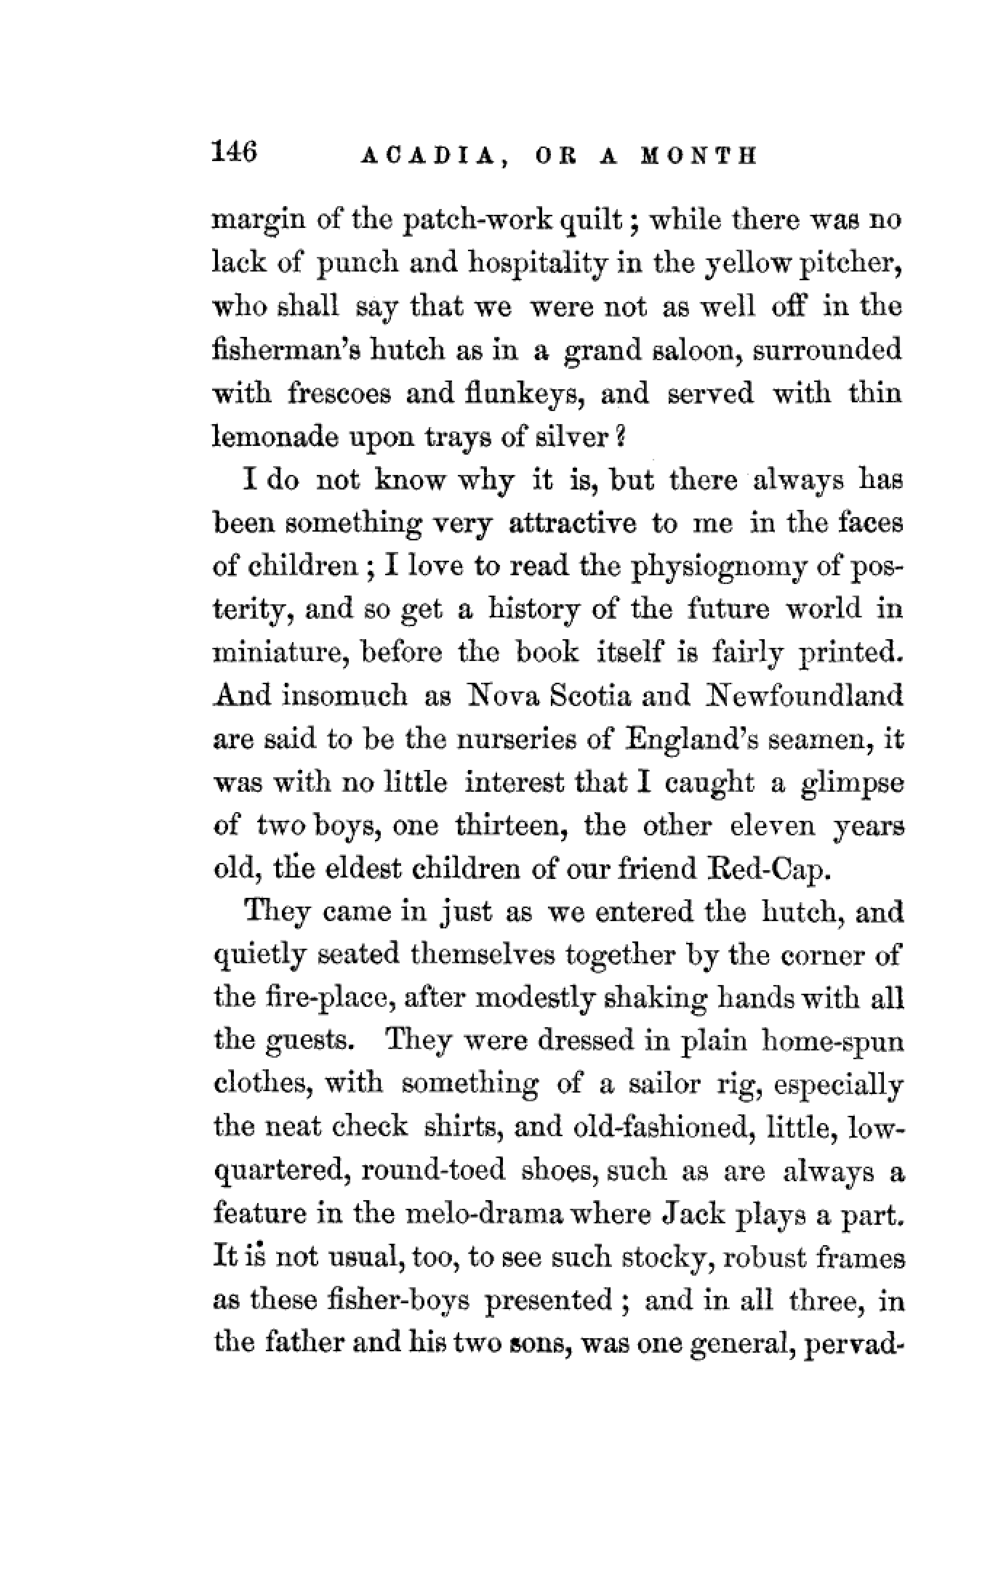 146 ACADIA, OR A MONTH
margin of the patch-work quilt; while there was no
lack of punch and hospitality in the yellow pitcher,
who shall say that we were not as well off in the
fisherman's hutch as in a grand saloon, surrounded
with frescoes and flunkeys, and served with thin
lemonade upon trays of silver?
I do not know why it is, but there always has
been something very attractive to me in the faces
of children; I love to read the physiognomy of pos-
terity, and so get a history of the future world in
miniature, before the book itself is fairly printed.
And insomuch as Nova Scotia and Newfoundland
are said to be the nurseries of England's seamen, it
was with no little interest that I caught a glimpse
of two boys, one thirteen, the other eleven years
old, the eldest children of our friend Red-Cap.
They came in just as we entered the hutch, and
quietly seated themselves together by the corner of
the fire-place, after modestly shaking hands with all
the guests. They were dressed in plain home-spun
clothes, with something of a sailor rig, especially
the neat check shirts, and old-fashioned, little, low-
quartered, round-toed shoes, such as are always a
feature in the melo-drama where Jack plays a part.
It is not usual, too, to see such stocky, robust frames
as these fisher-boys presented; and in all three, in
the father and his two sons, was one general, pervad-